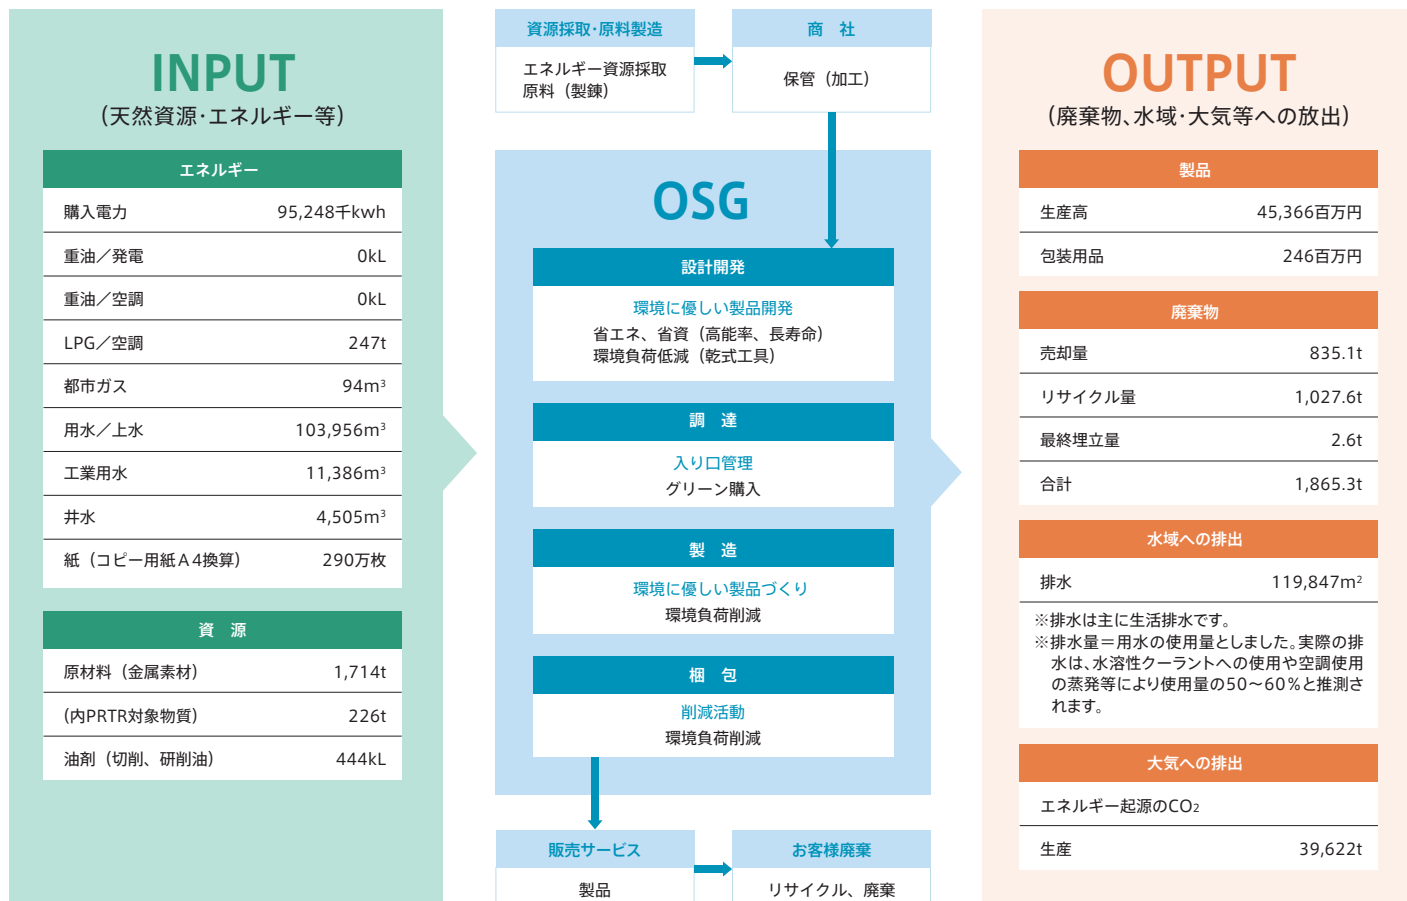 INPUT
(天然資源･エネルギー等)
エネルギー
購入電力 95,248千kwh
重油／発電 0kL
重油／空調 0kL
LPG／空調 247t
都市ガス 94m³
用水／上水 103,956m³
工業用水 11,386m³
井水 4,505m³
紙（コピー用紙Ａ4換算） 290万枚
資　源
原材料（金属素材） 1,714t
(内PRTR対象物質) 226t
油剤（切削、研削油） 444kL
資源採取･原料製造
エネルギー資源採取
原料（製錬）
商　社
保管（加工）
OSG
設計開発
環境に優しい製品開発
省エネ、省資（高能率、長寿命）
環境負荷低減（乾式工具）
調　達
入り口管理
グリーン購入
製　造
環境に優しい製品づくり
環境負荷削減
梱　包
削減活動
環境負荷削減
販売サービス
製品
お客様廃棄
リサイクル、廃棄
OUTPUT
(廃棄物､水域･大気等への放出)
製品
生産高 45,366百万円
包装用品 246百万円
廃棄物
売却量 835.1t
リサイクル量 1,027.6t
最終埋立量 2.6t
合計 1,865.3t
水域への排出
排水 119,847m²
※排水は主に生活排水です。
※排水量＝用水の使用量としました｡実際の排
水は､水溶性クーラントへの使用や空調使用
の蒸発等により使用量の50～60％と推測さ
れます。
大気への排出
エネルギー起源のCO₂
生産 39,622t